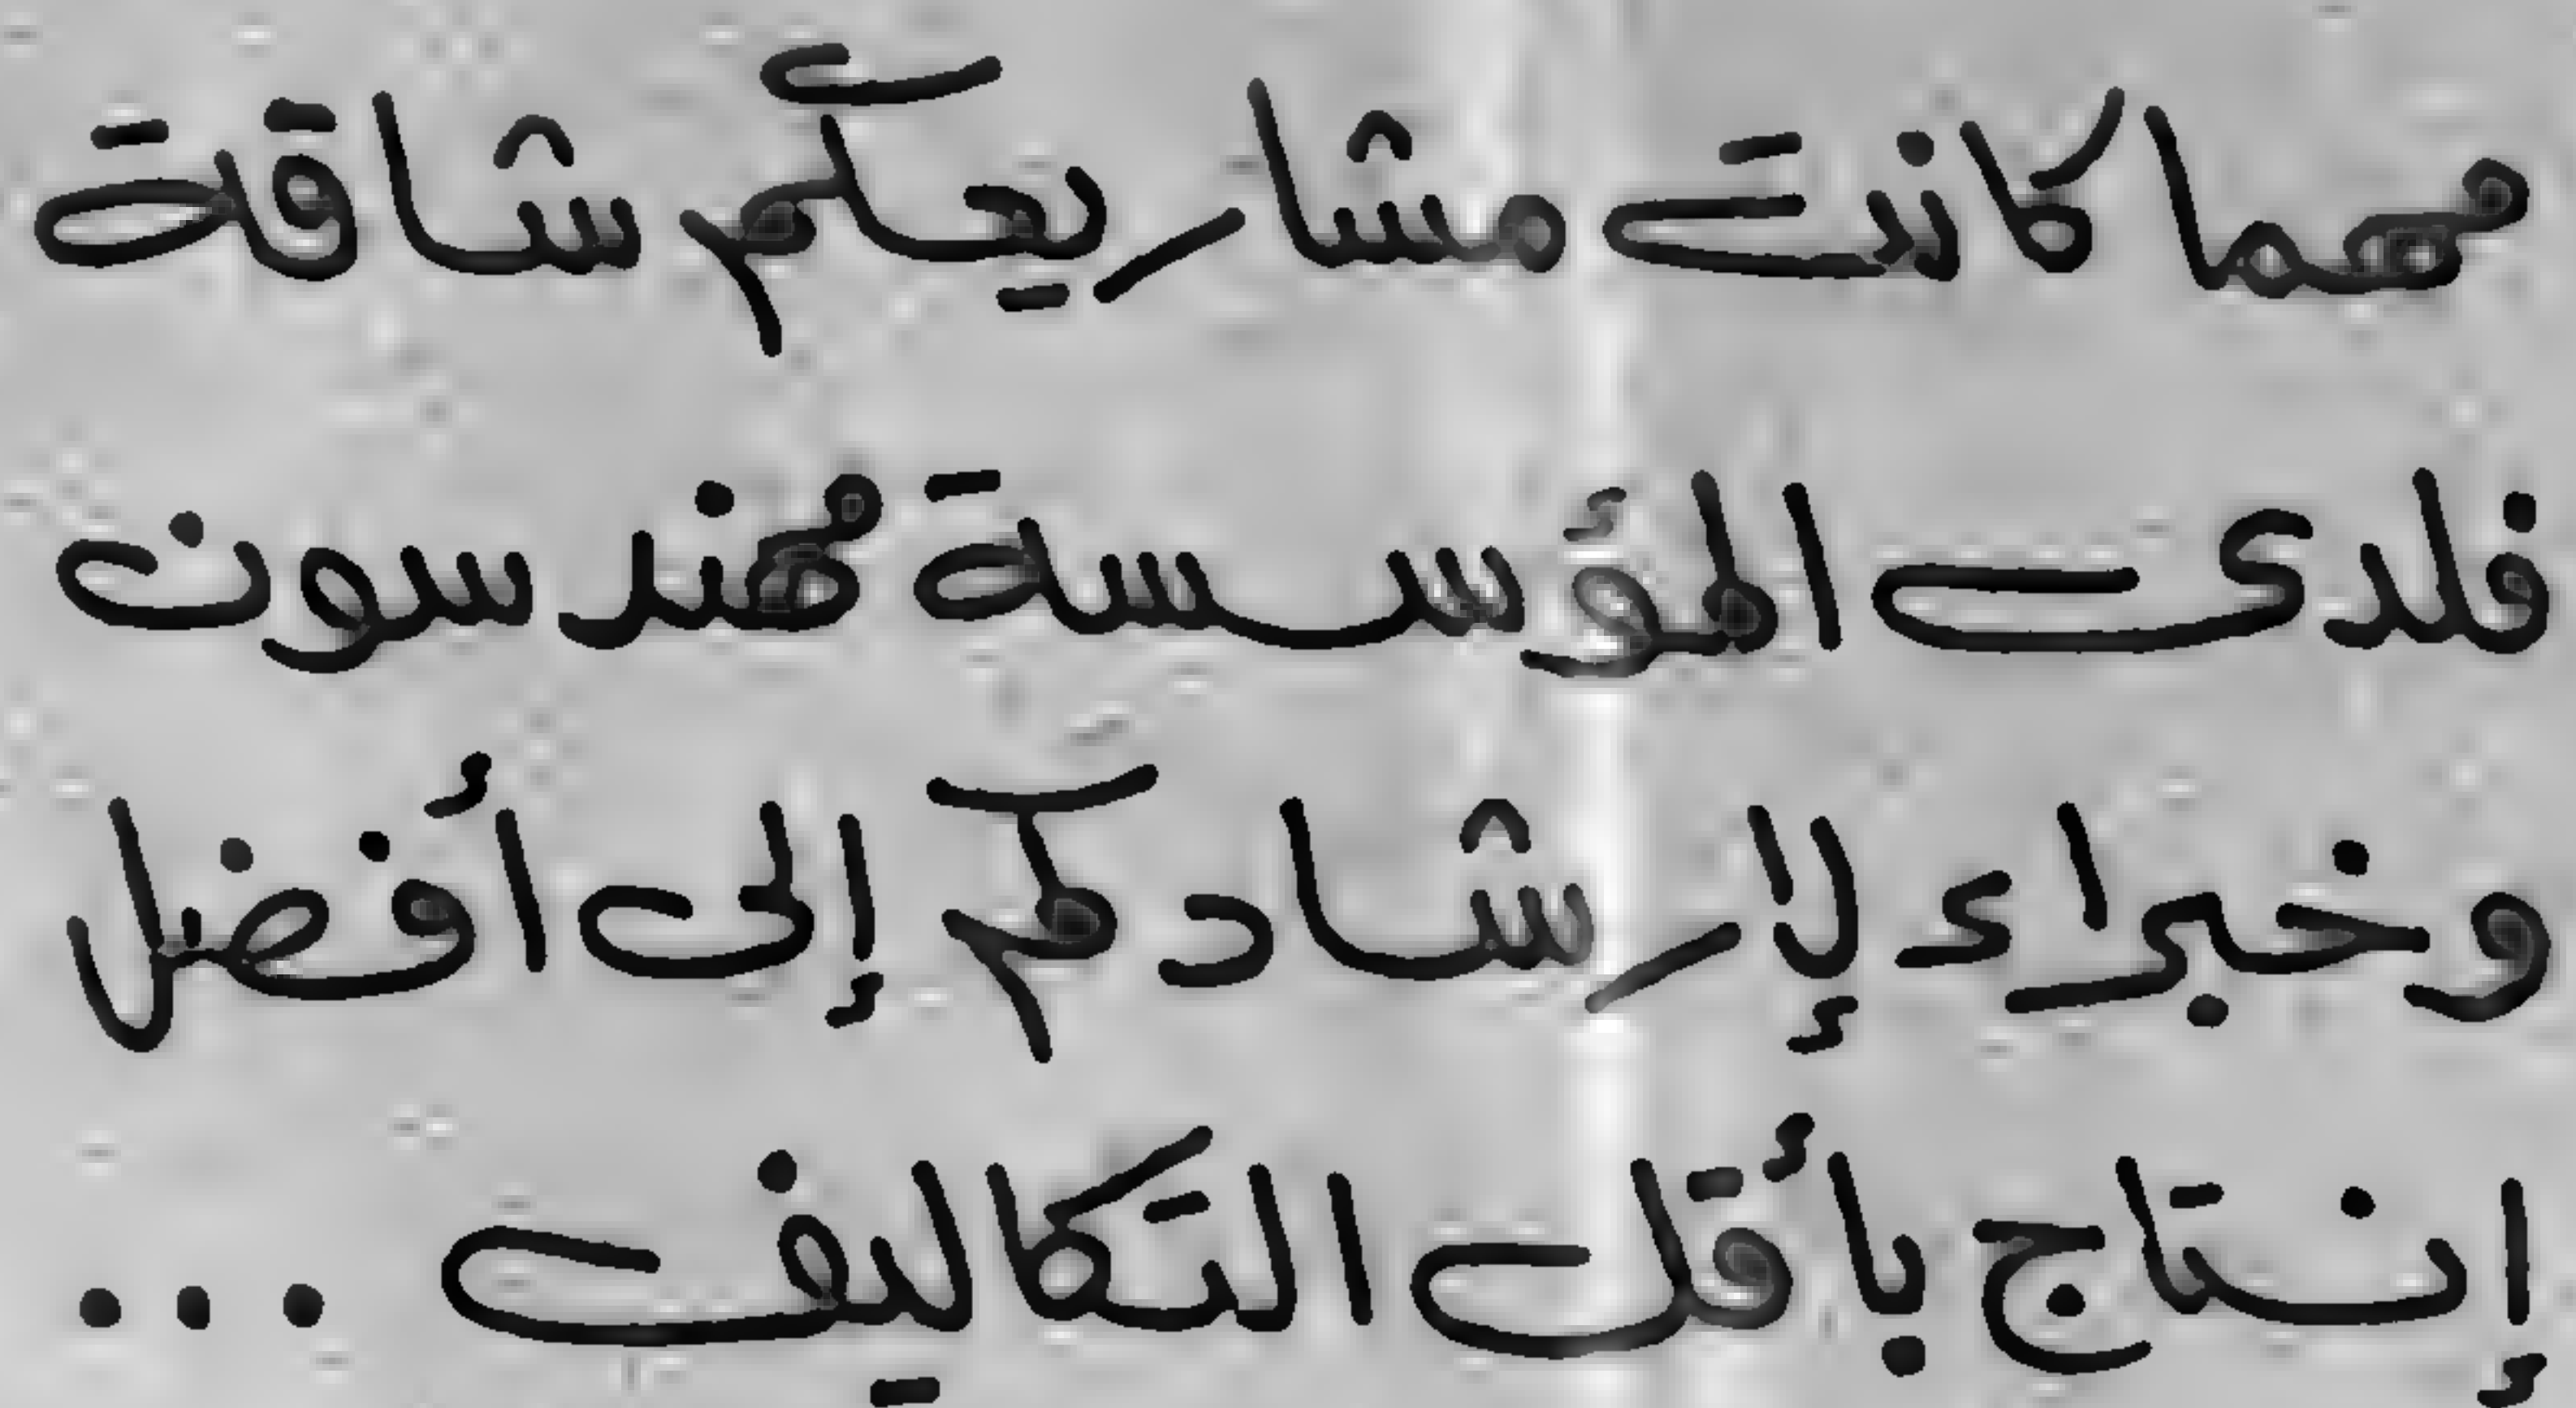 مهما كانت مشاريعكم شاقة
فلدى المؤسسة مهندسون
وخبراء لإرشادكم إلى أفضل
إنتاج بأقل التكاليف ...